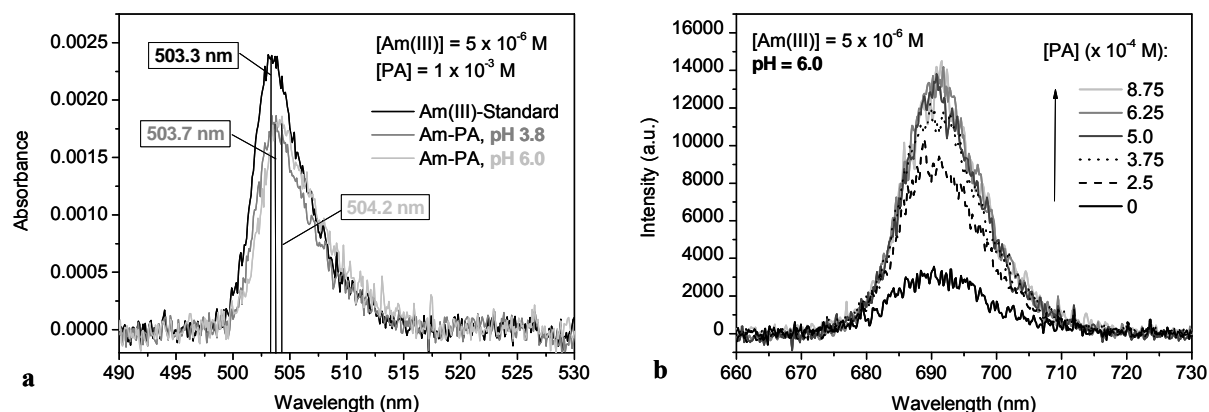 0.0025
0.0020
0.0015
0.0010
0.0005
0.0000
Absorbance
503.3 nm
503.7 nm
504.2 nm
[Am(III)] = 5 x 10⁻⁶ M
[PA] = 1 x 10⁻³ M
Am(III)-Standard
Am-PA, pH 3.8
Am-PA, pH 6.0
490 495 500 505 510 515 520 525 530
Wavelength (nm)
a
16000
14000
12000
10000
8000
6000
4000
2000
0
Intensity (a.u.)
[Am(III)] = 5 x 10⁻⁶ M
pH = 6.0
[PA] (x 10⁻⁴ M):
8.75
6.25
5.0
3.75
2.5
0
660 670 680 690 700 710 720 730
Wavelength (nm)
b